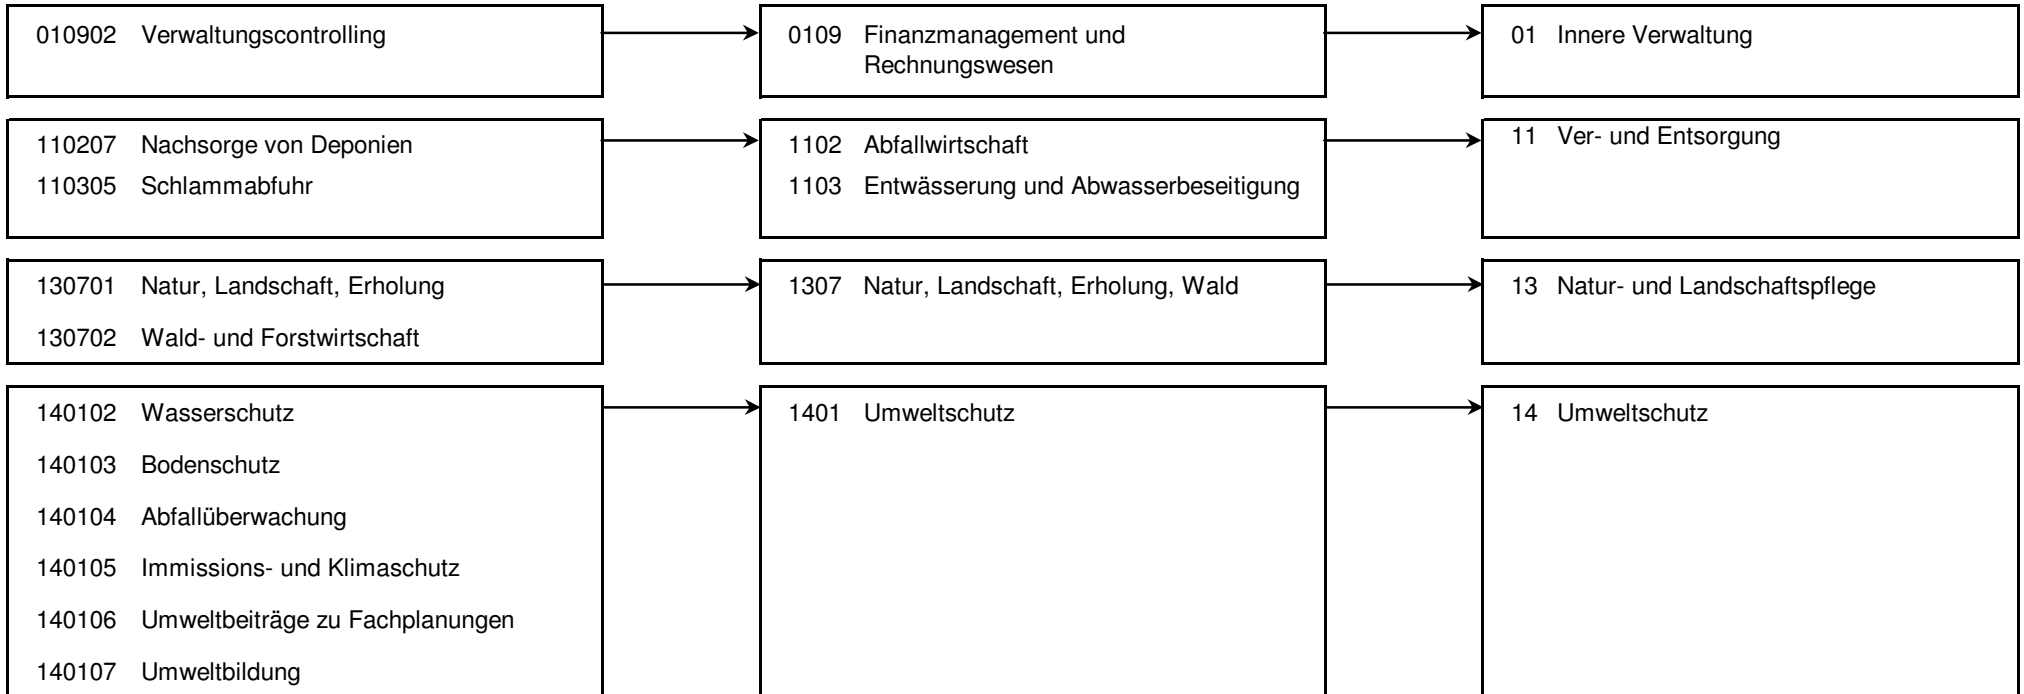 010902 Verwaltungscontrolling
0109 Finanzmanagement und
Rechnungswesen
01 Innere Verwaltung
110207 Nachsorge von Deponien
110305 Schlammabfuhr
1102 Abfallwirtschaft
1103 Entwässerung und Abwasserbeseitigung
11 Ver- und Entsorgung
130701 Natur, Landschaft, Erholung
130702 Wald- und Forstwirtschaft
1307 Natur, Landschaft, Erholung, Wald
13 Natur- und Landschaftspflege
140102 Wasserschutz
140103 Bodenschutz
140104 Abfallüberwachung
140105 Immissions- und Klimaschutz
140106 Umweltbeiträge zu Fachplanungen
140107 Umweltbildung
1401 Umweltschutz
14 Umweltschutz